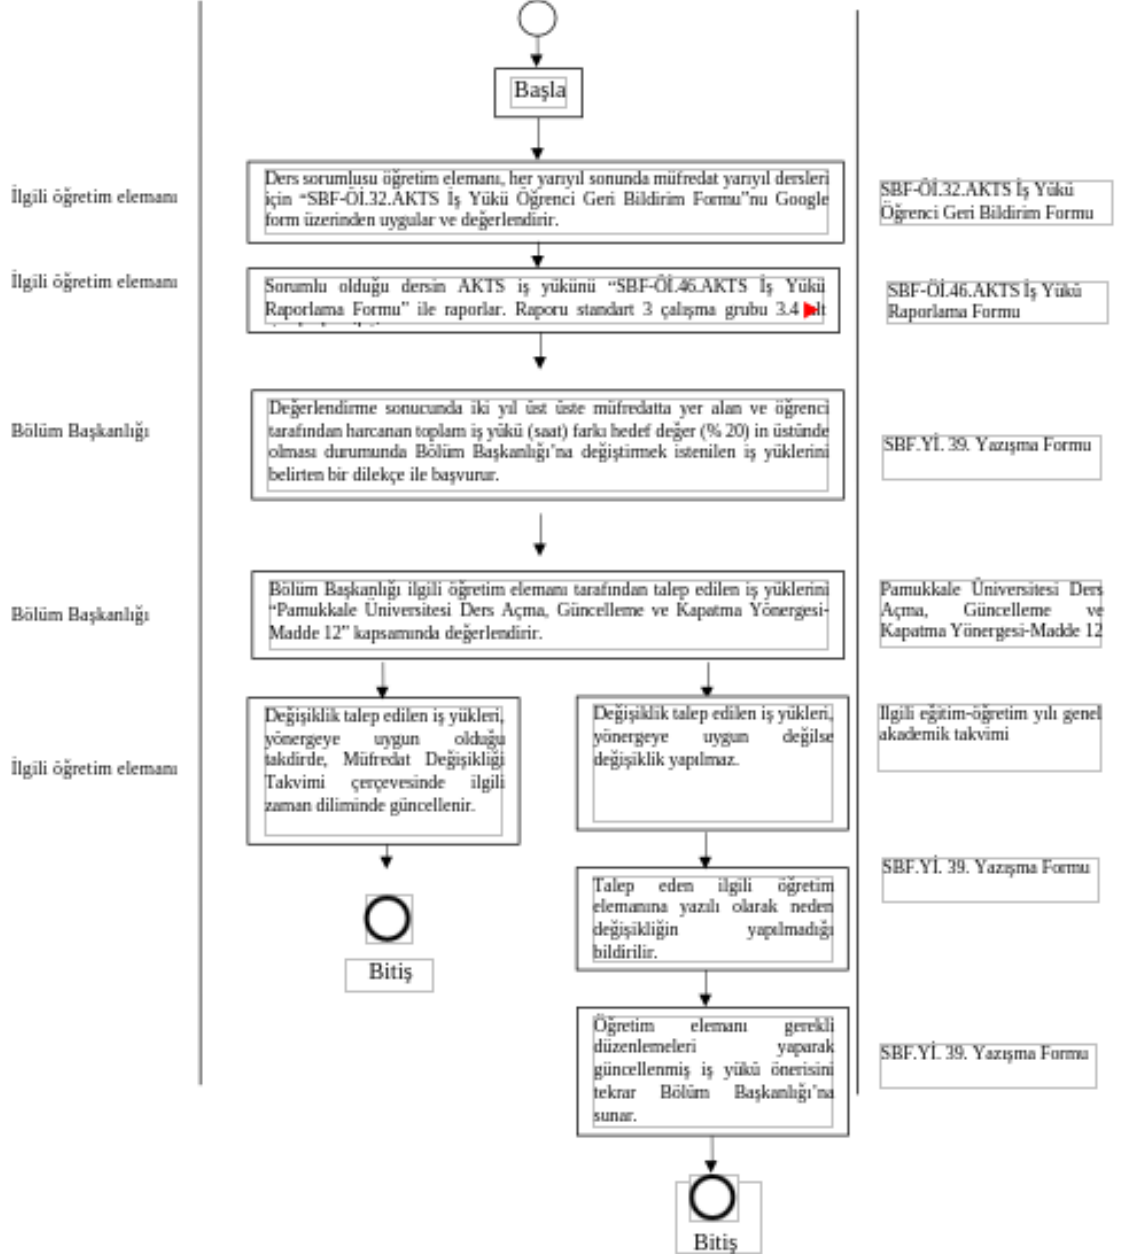 Başla
İlgili öğretim elemanı
Ders sorumlusu öğretim elemanı, her yarıyıl sonunda müfredat yarıyıl dersleri
için “SBF-Öİ.32.AKTS İş Yükü Öğrenci Geri Bildirim Formu”nu Google
form üzerinden uygular ve değerlendirir.
SBF-Öİ.32.AKTS İş Yükü
Öğrenci Geri Bildirim Formu
İlgili öğretim elemanı
Sorumlu olduğu dersin AKTS iş yükünü “SBF-Öİ.46.AKTS İş Yükü
Raporlama Formu” ile raporlar. Raporu standart 3 çalışma grubu 3.4
SBF-Öİ.46.AKTS İş Yükü
Raporlama Formu
Bölüm Başkanlığı
Değerlendirme sonucunda iki yıl üst üste müfredatta yer alan ve öğrenci
tarafından harcanan toplam iş yükü (saat) farkı hedef değer (% 20) in üstünde
olması durumunda Bölüm Başkanlığı’na değiştirmek istenilen iş yüklerini
belirten bir dilekçe ile başvurur.
SBF.Yİ. 39. Yazışma Formu
Bölüm Başkanlığı
Bölüm Başkanlığı ilgili öğretim elemanı tarafından talep edilen iş yüklerini
“Pamukkale Üniversitesi Ders Açma, Güncelleme ve Kapatma Yönergesi-
Madde 12” kapsamında değerlendirir.
Pamukkale Üniversitesi Ders
Açma, Güncelleme ve
Kapatma Yönergesi-Madde 12
İlgili öğretim elemanı
Değişiklik talep edilen iş yükleri,
yönergeye uygun olduğu
takdirde, Müfredat Değişikliği
Takvimi çerçevesinde ilgili
zaman diliminde güncellenir.
Değişiklik talep edilen iş yükleri,
yönergeye uygun değilse
değişiklik yapılmaz.
İlgili eğitim-öğretim yılı genel
akademik takvimi
Bitiş
Talep eden ilgili öğretim
elemanına yazılı olarak neden
değişikliğin yapılmadığı
bildirilir.
SBF.Yİ. 39. Yazışma Formu
Öğretim elemanı gerekli
düzenlemeleri yaparak
güncellenmiş iş yükü önerisini
tekrar Bölüm Başkanlığı’na
sunar.
SBF.Yİ. 39. Yazışma Formu
Bitiş